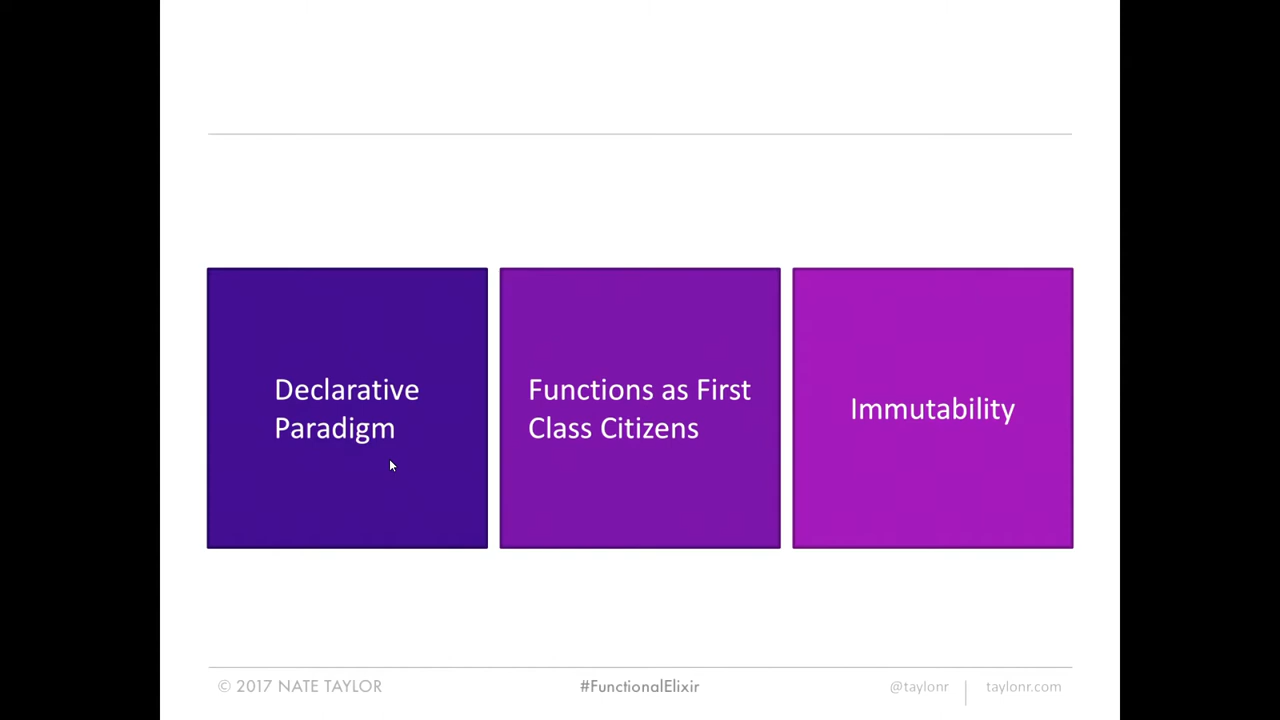 Declarative
Paradigm
Functions as First
Class Citizens
Immutability
© 2017 NATE TAYLOR
#FunctionalElixir
@taylonr
taylonr.com